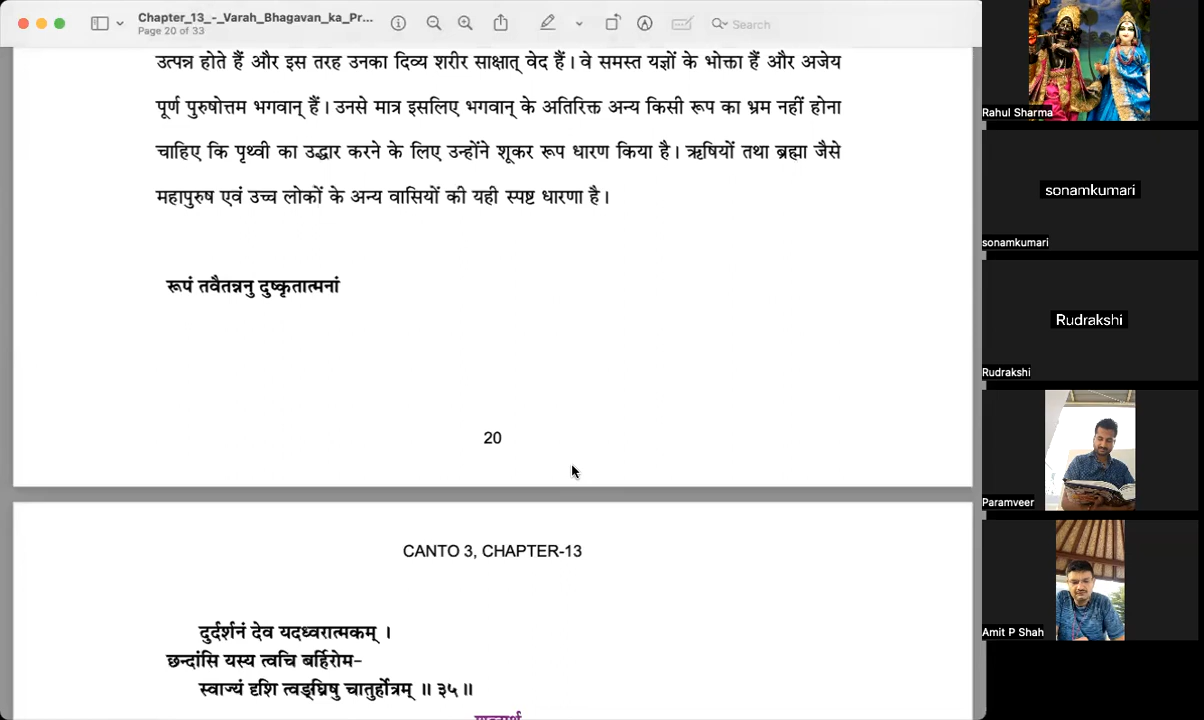 Chapter_13_-_Varah_Bhagavan_ka_Pr...
Page 20 of 33
Search
उत्पन्न होते हैं और इस तरह उनका दिव्य शरीर साक्षात् वेद हैं। वे समस्त यज्ञों के भोक्ता हैं और अजेय
पूर्ण पुरुषोत्तम भगवान् हैं। उनसे मात्र इसलिए भगवान् के अतिरिक्त अन्य किसी रूप का भ्रम नहीं होना
चाहिए कि पृथ्वी का उद्धार करने के लिए उन्होंने शूकर रूप धारण किया है। ऋषियों तथा ब्रह्मा जैसे
महापुरुष एवं उच्च लोकों के अन्य वासियों की यही स्पष्ट धारणा है।
रूपं तवैतन्ननु दुष्कृतात्मनां
20
CANTO 3, CHAPTER-13
दुर्दर्शनं देव यदध्वरात्मकम् ।
छन्दांसि यस्य त्वचि बर्हिरोम-
स्वाज्यं दृशि त्वङ्घ्रिषु चातुर्होत्रम् ॥ ३५॥
Rahul Sharma
sonamkumari
sonamkumari
Rudrakshi
Rudrakshi
Paramveer
Amit P Shah